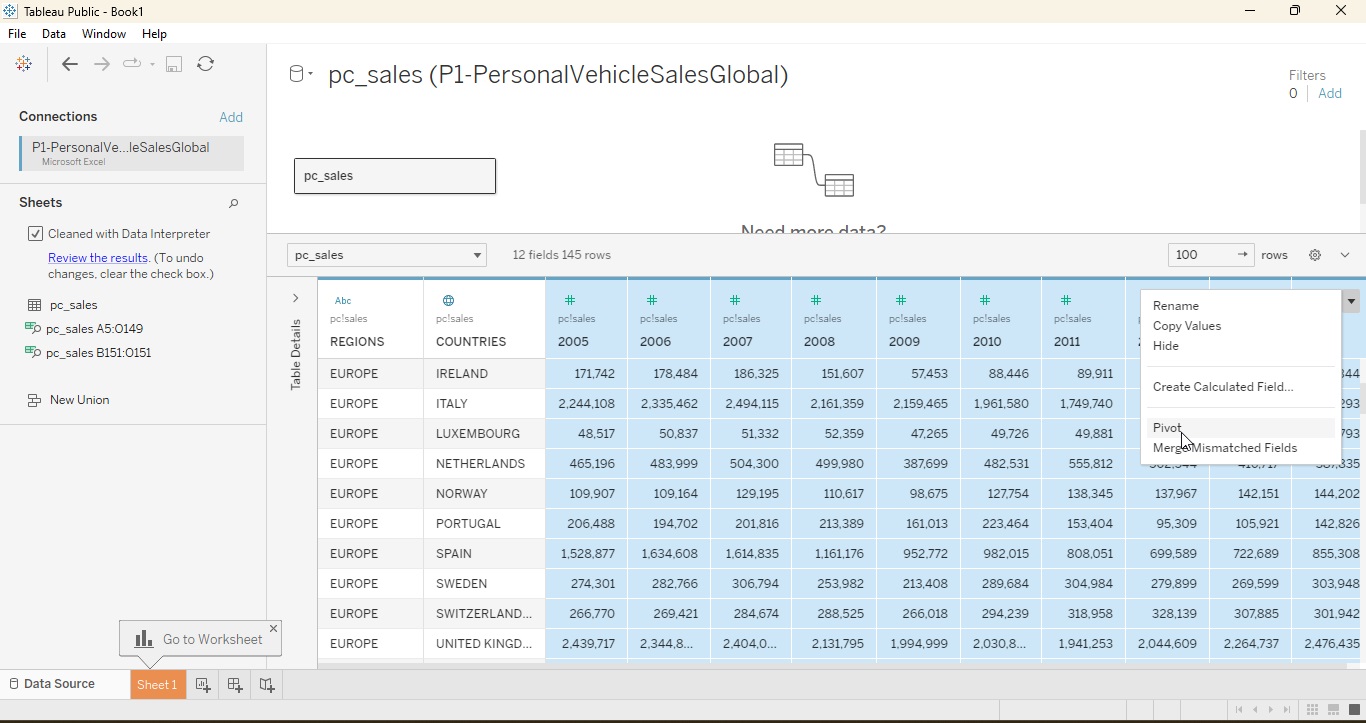 Tableau Public - Book1
File Data Window Help
pc_sales (P1-PersonalVehicleSalesGlobal)
Filters
0 Add
Connections Add
P1-PersonalVe...leSalesGlobal
Microsoft Excel
pc_sales
Need more data?
Sheets
Cleaned with Data Interpreter
Review the results. (To undo
changes, clear the check box.)
pc_sales
pc_sales A5:O149
pc_sales B151:O151
New Union
pc_sales 12 fields 145 rows 100 → rows
Table Details
Abc
pc!sales pc!sales pc!sales pc!sales pc!sales pc!sales pc!sales pc!sales pc!sales
REGIONS COUNTRIES 2005 2006 2007 2008 2009 2010 2011
EUROPE IRELAND 171,742 178,484 186,325 151,607 57,453 88,446 89,911
EUROPE ITALY 2,244,108 2,335,462 2,494,115 2,161,359 2,159,465 1,961,580 1,749,740
EUROPE LUXEMBOURG 48,517 50,837 51,332 52,359 47,265 49,726 49,881
EUROPE NETHERLANDS 465,196 483,999 504,300 499,980 387,699 482,531 555,812
EUROPE NORWAY 109,907 109,164 129,195 110,617 98,675 127,754 138,345 137,967 142,151 144,202
EUROPE PORTUGAL 206,488 194,702 201,816 213,389 161,013 223,464 153,404 95,309 105,921 142,826
EUROPE SPAIN 1,528,877 1,634,608 1,614,835 1,161,176 952,772 982,015 808,051 699,589 722,689 855,308
EUROPE SWEDEN 274,301 282,766 306,794 253,982 213,408 289,684 304,984 279,899 269,599 303,948
EUROPE SWITZERLAND... 266,770 269,421 284,674 288,525 266,018 294,239 318,958 328,139 307,885 301,942
EUROPE UNITED KINGD... 2,439,717 2,344,8... 2,404,0... 2,131,795 1,994,999 2,030,8... 1,941,253 2,044,609 2,264,737 2,476,435
Rename
Copy Values
Hide
Create Calculated Field...
Pivot
Merge Mismatched Fields
Go to Worksheet
Data Source Sheet 1